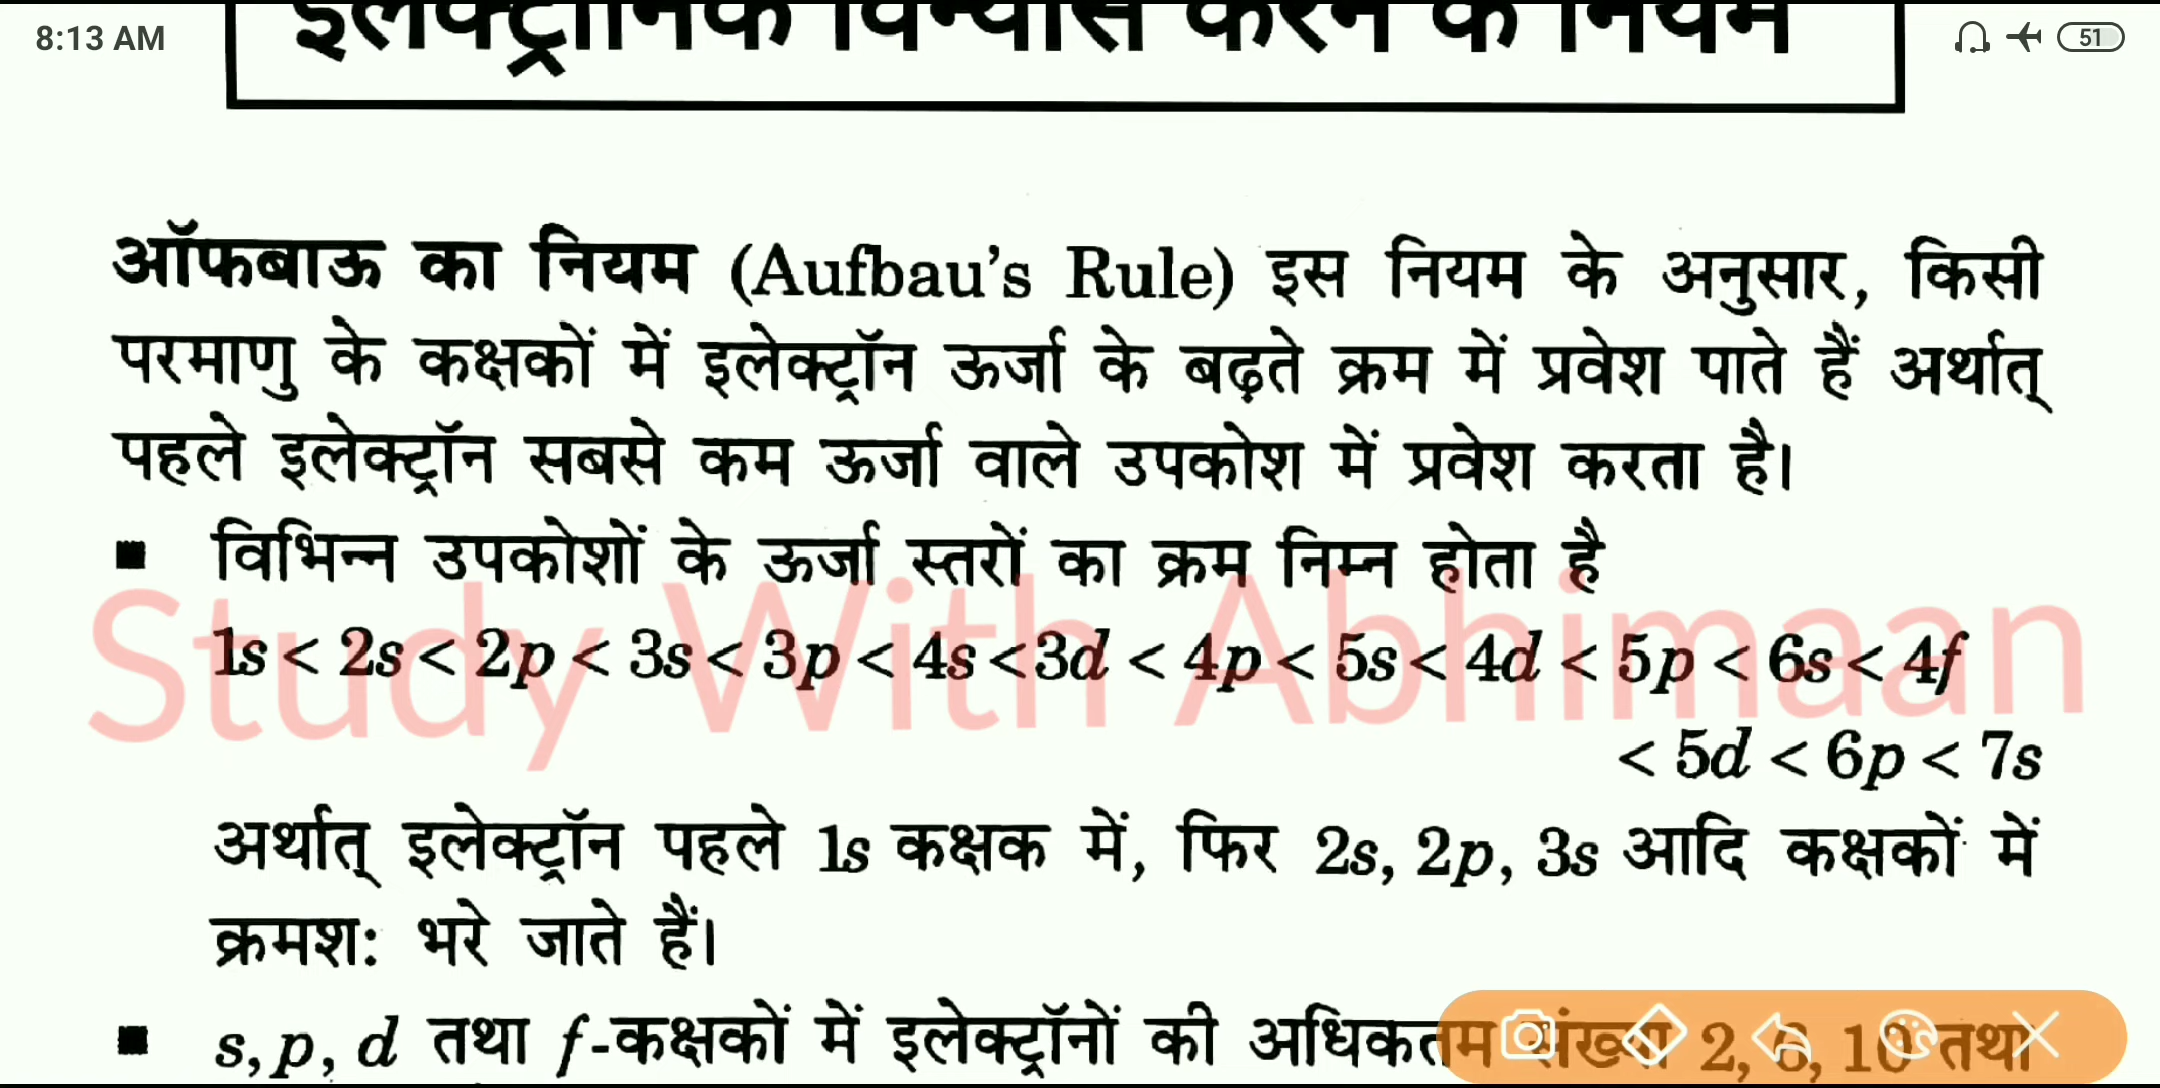 8:13 AM
51
इलेक्ट्रॉनिक विन्यास करने के नियम
ऑफबाऊ का नियम (Aufbau's Rule) इस नियम के अनुसार, किसी
परमाणु के कक्षकों में इलेक्ट्रॉन ऊर्जा के बढ़ते क्रम में प्रवेश पाते हैं अर्थात्
पहले इलेक्ट्रॉन सबसे कम ऊर्जा वाले उपकोश में प्रवेश करता है।
■ विभिन्न उपकोशों के ऊर्जा स्तरों का क्रम निम्न होता है
Study With Abhimaan
1s < 2s < 2p < 3s < 3p < 4s < 3d < 4p < 5s < 4d < 5p < 6s < 4f
< 5d < 6p < 7s
अर्थात् इलेक्ट्रॉन पहले 1s कक्षक में, फिर 2s, 2p, 3s आदि कक्षकों में
क्रमशः भरे जाते हैं।
■ s, p, d तथा f-कक्षकों में इलेक्ट्रॉनों की अधिकतम संख्या 2, 6, 10 तथा